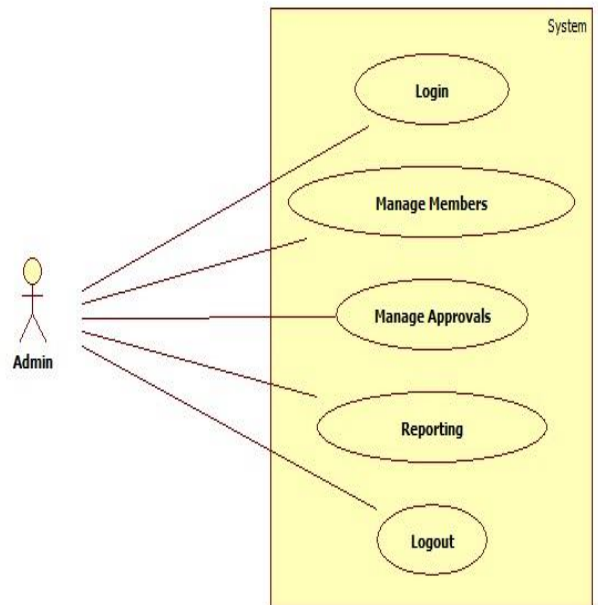 System
Login
Manage Members
Manage Approvals
Admin
Reporting
Logout